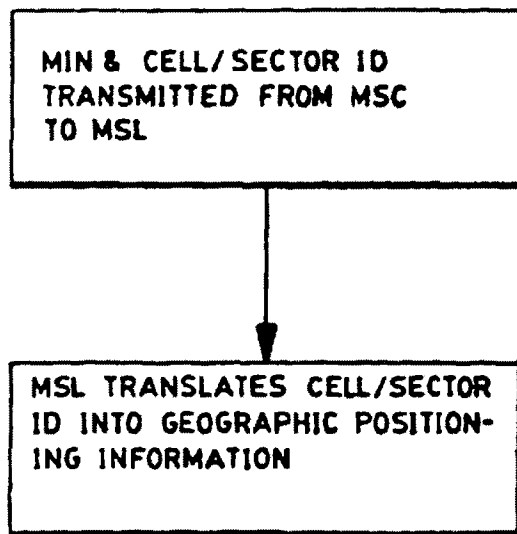 MIN & CELL/SECTOR ID
TRANSMITTED FROM MSC
TO MSL
MSL TRANSLATES CELL/SECTOR
ID INTO GEOGRAPHIC POSITION-
ING INFORMATION